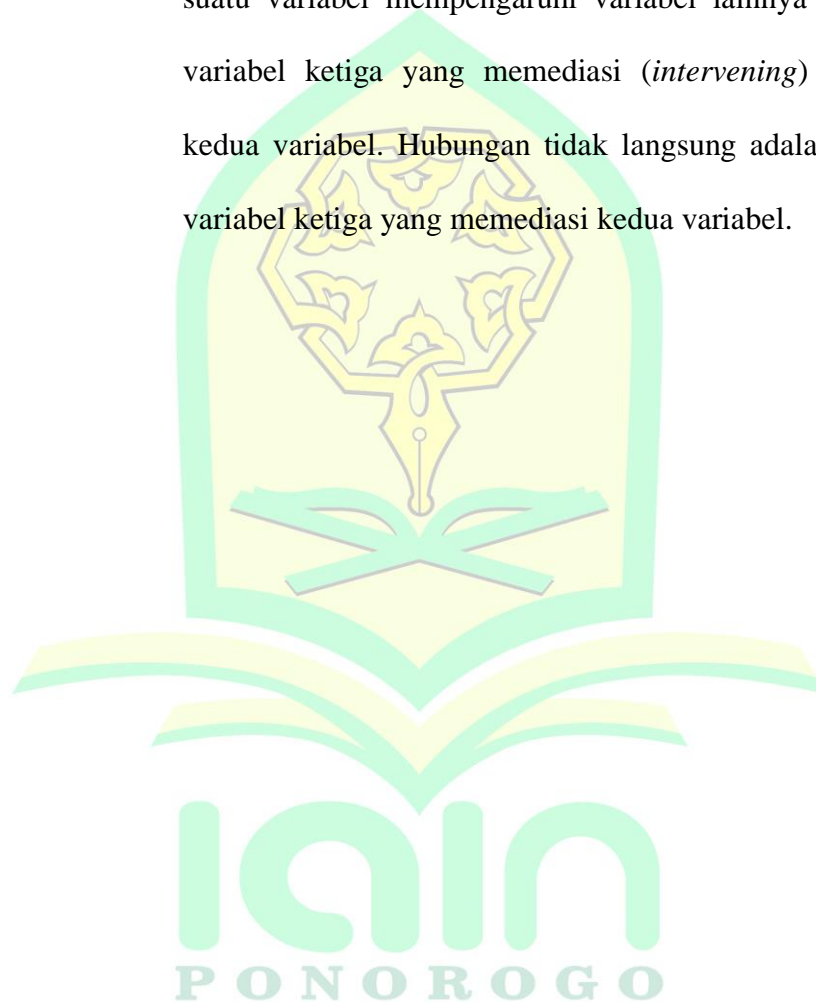 suatu variabel mempengaruhi variabel lainnya
variabel ketiga yang memediasi (intervening)
kedua variabel. Hubungan tidak langsung adala
variabel ketiga yang memediasi kedua variabel.
IAIN
PONOROGO